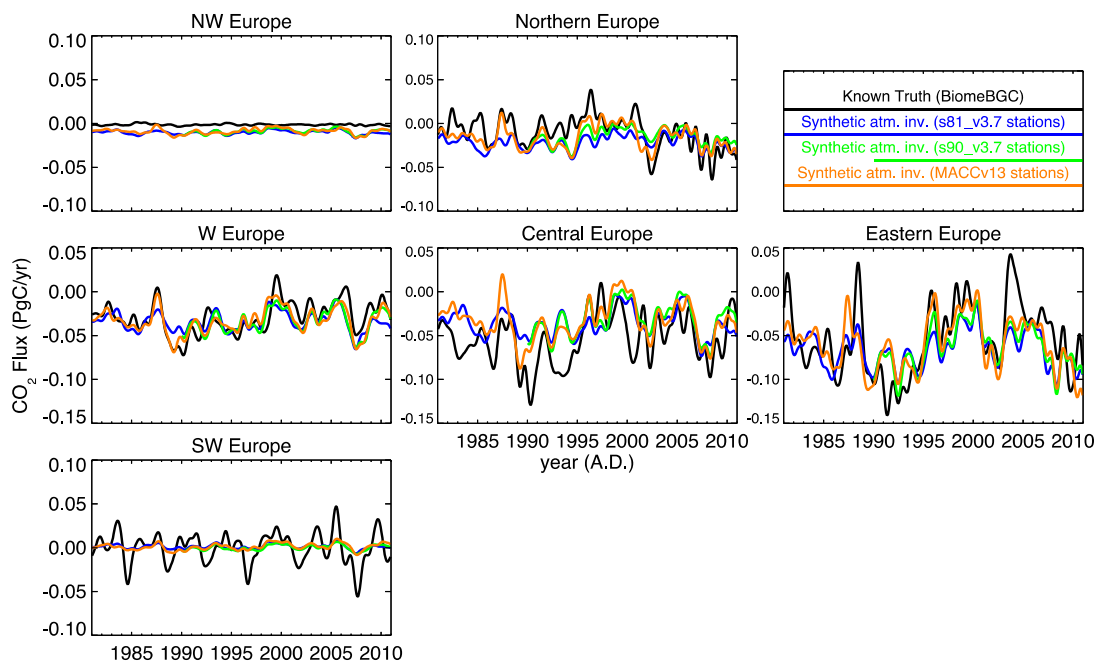 NW Europe
Northern Europe
0.10
0.05
0.00
-0.05
-0.10
0.10
0.05
0.00
-0.05
-0.10
1985 1990 1995 2000 2005 2010
Known Truth (BiomeBGC)
Synthetic atm. inv. (s81_v3.7 stations)
Synthetic atm. inv. (s90_v3.7 stations)
Synthetic atm. inv. (MACCv13 stations)
W Europe
Central Europe
Eastern Europe
CO2 Flux (PgC/yr)
0.05
0.00
-0.05
-0.10
-0.15
0.05
0.00
-0.05
-0.10
-0.15
0.05
0.00
-0.05
-0.10
-0.15
1985 1990 1995 2000 2005 2010
1985 1990 1995 2000 2005 2010
year (A.D.)
SW Europe
0.10
0.05
0.00
-0.05
-0.10
1985 1990 1995 2000 2005 2010